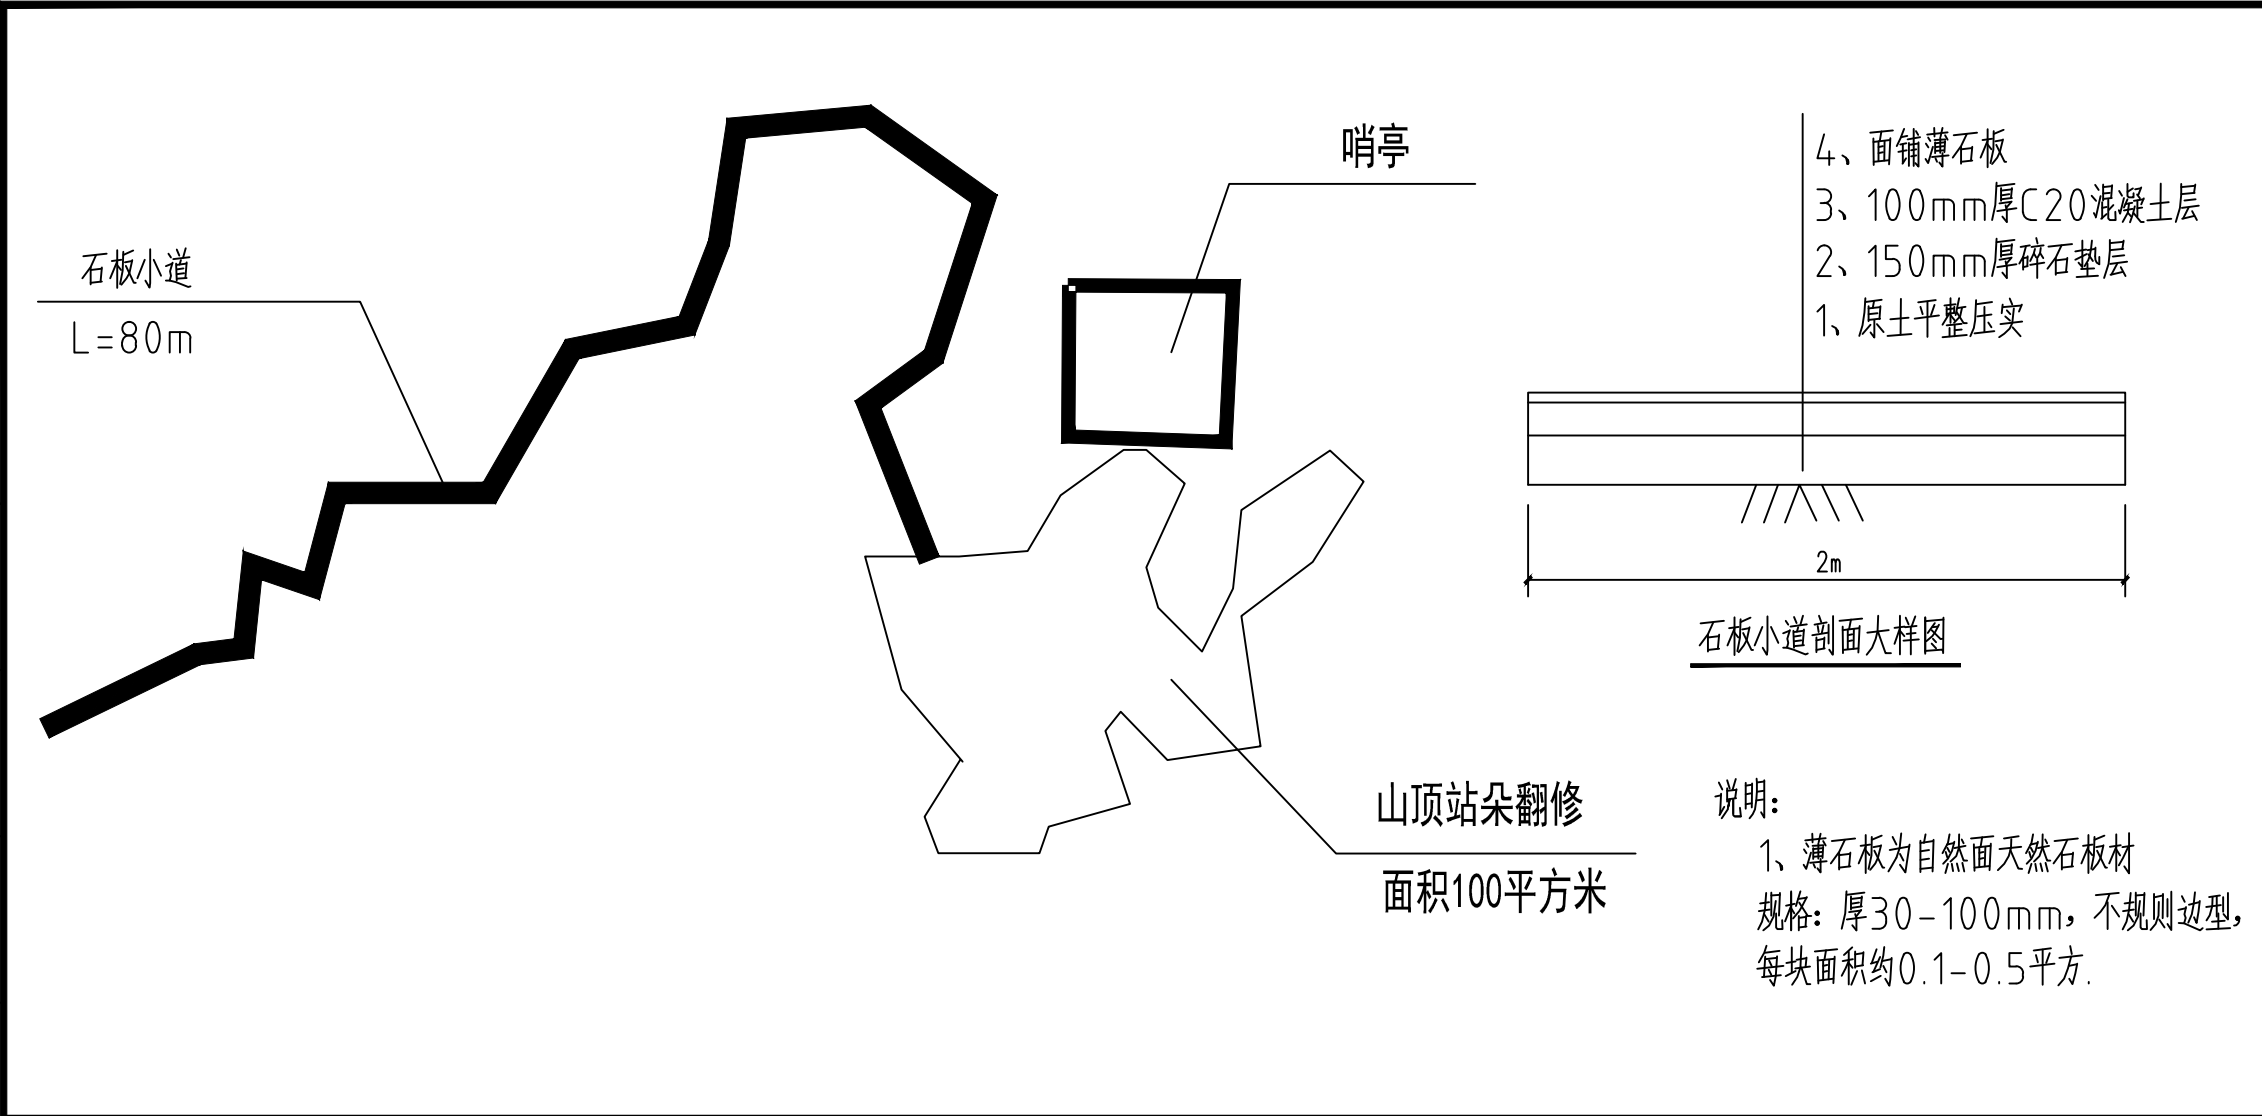 石板小道
L=80m
哨亭
4、面铺薄石板
3、100mm厚C20混凝土层
2、150mm厚碎石垫层
1、原土平整压实
2m
石板小道剖面大样图
山顶站朵翻修
面积100平方米
说明:
1、薄石板为自然面天然石板材
规格:厚30-100mm,不规则边型,
每块面积约0.1-0.5平方.